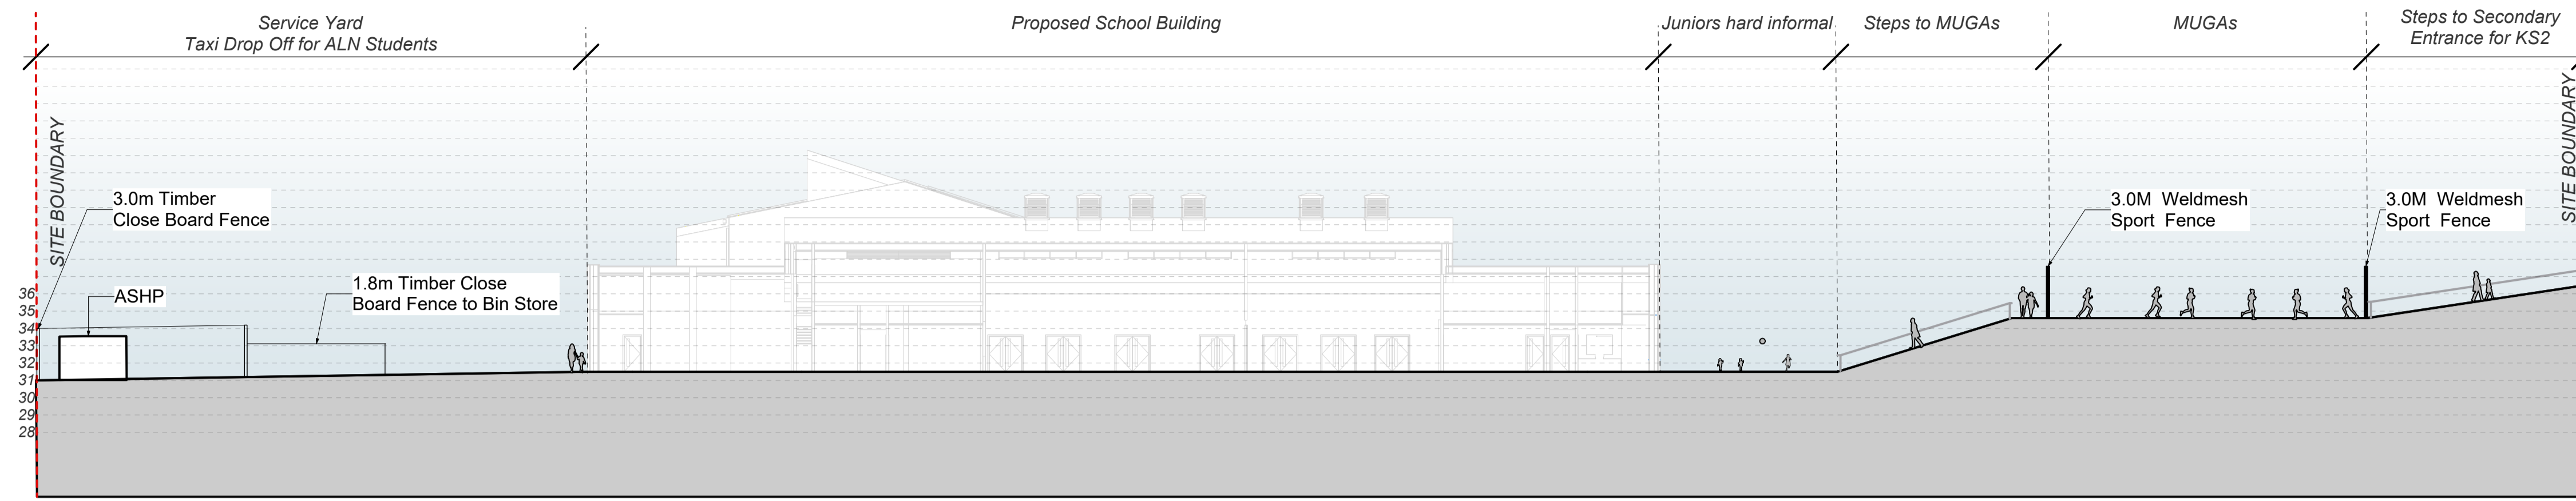 Service Yard
Taxi Drop Off for ALN Students
Proposed School Building
Juniors hard informal
Steps to MUGAs
MUGAs
Steps to Secondary
Entrance for KS2
SITE BOUNDARY
3.0m Timber
Close Board Fence
ASHP
1.8m Timber Close
Board Fence to Bin Store
3.0M Weldmesh
Sport Fence
3.0M Weldmesh
Sport Fence
SITE BOUNDARY
36
35
34
33
32
31
30
29
28